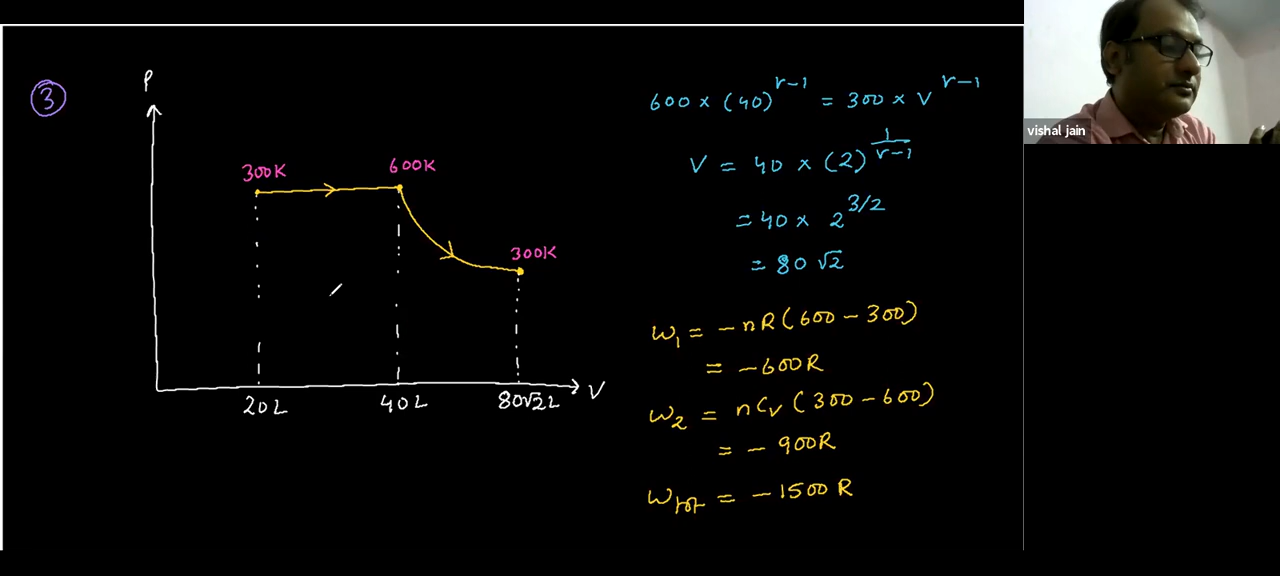 3
P
300K
600K
300K
20L
40L
80√2L
V
600 × (40)^{r-1} = 300 × V^{r-1}
V = 40 × (2)^{1/(r-1)}
= 40 × 2^{3/2}
= 80√2
W₁ = -nR(600-300)
= -600R
W₂ = nCᵥ(300-600)
= -900R
Wtot = -1500R
vishal jain